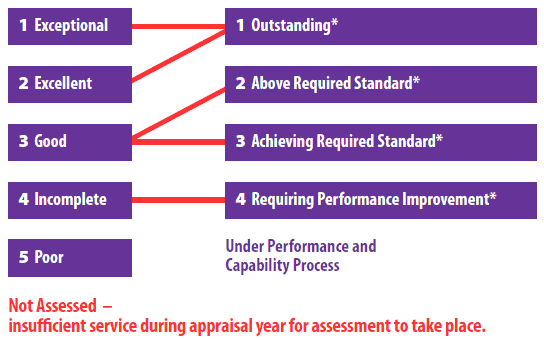 1 Exceptional
1 Outstanding*
2 Excellent
2 Above Required Standard*
3 Good
3 Achieving Required Standard*
4 Incomplete
4 Requiring Performance Improvement*
5 Poor
Under Performance and
Capability Process
Not Assessed –
insufficient service during appraisal year for assessment to take place.